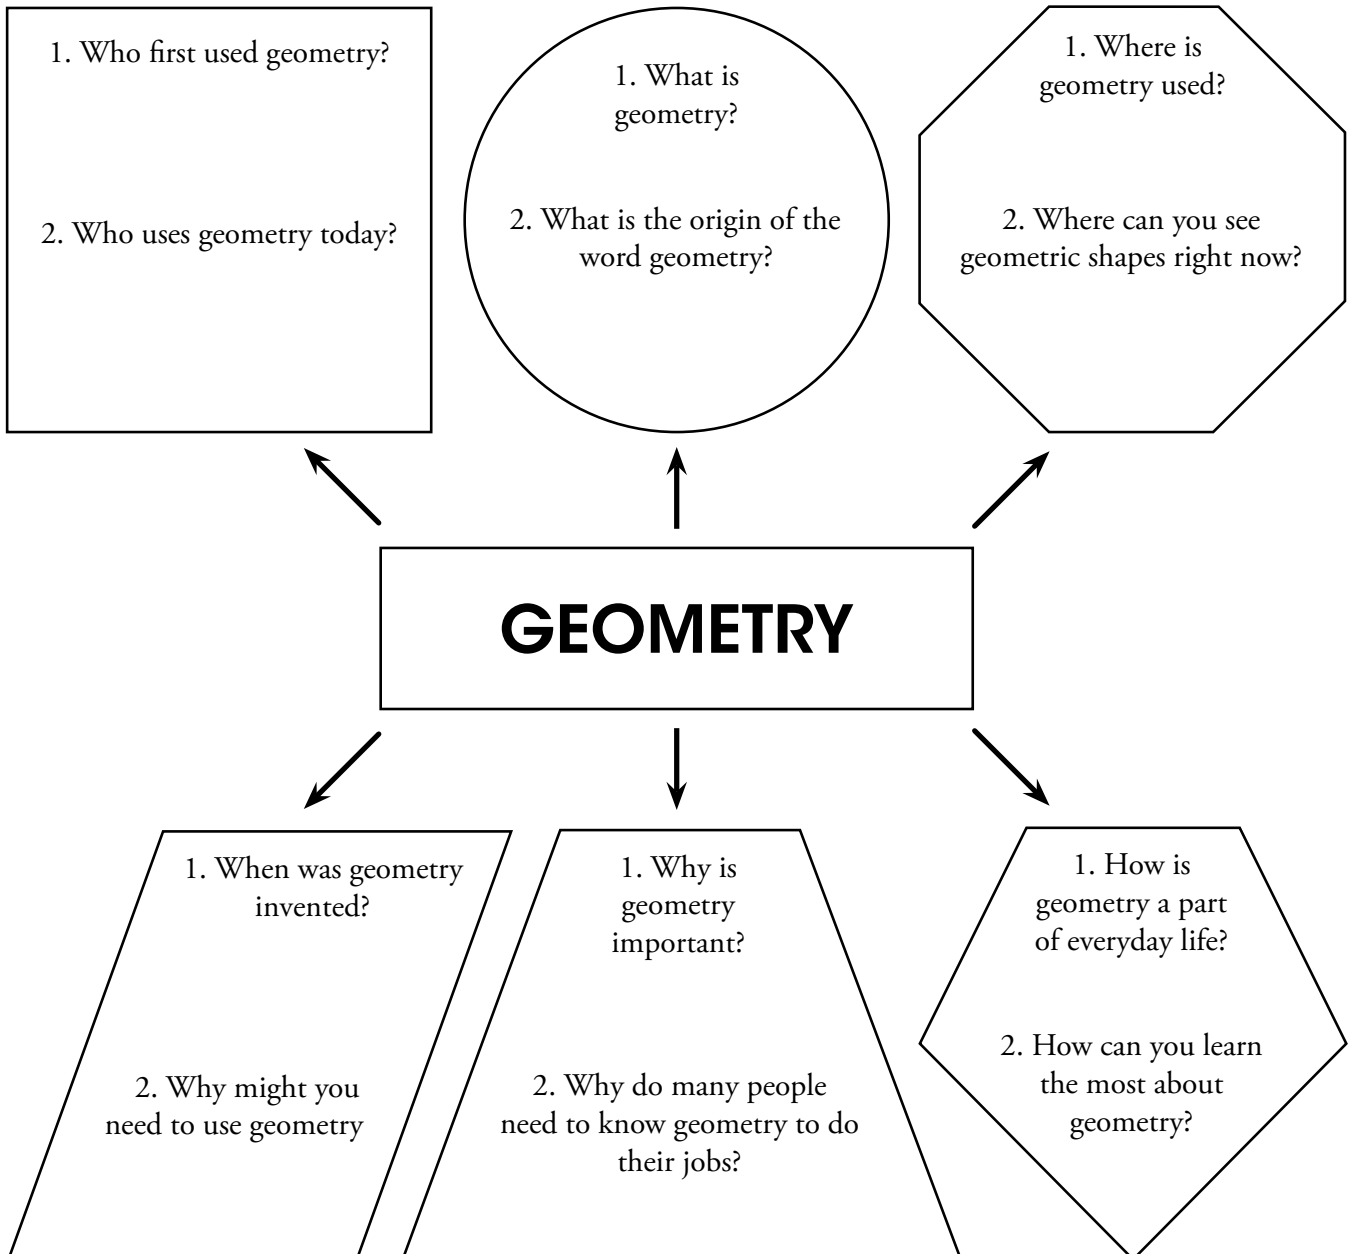 1. Who first used geometry?
2. Who uses geometry today?
1. What is
geometry?
2. What is the origin of the
word geometry?
1. Where is
geometry used?
2. Where can you see
geometric shapes right now?
GEOMETRY
1. When was geometry
invented?
2. Why might you
need to use geometry
1. Why is
geometry
important?
2. Why do many people
need to know geometry to do
their jobs?
1. How is
geometry a part
of everyday life?
2. How can you learn
the most about
geometry?